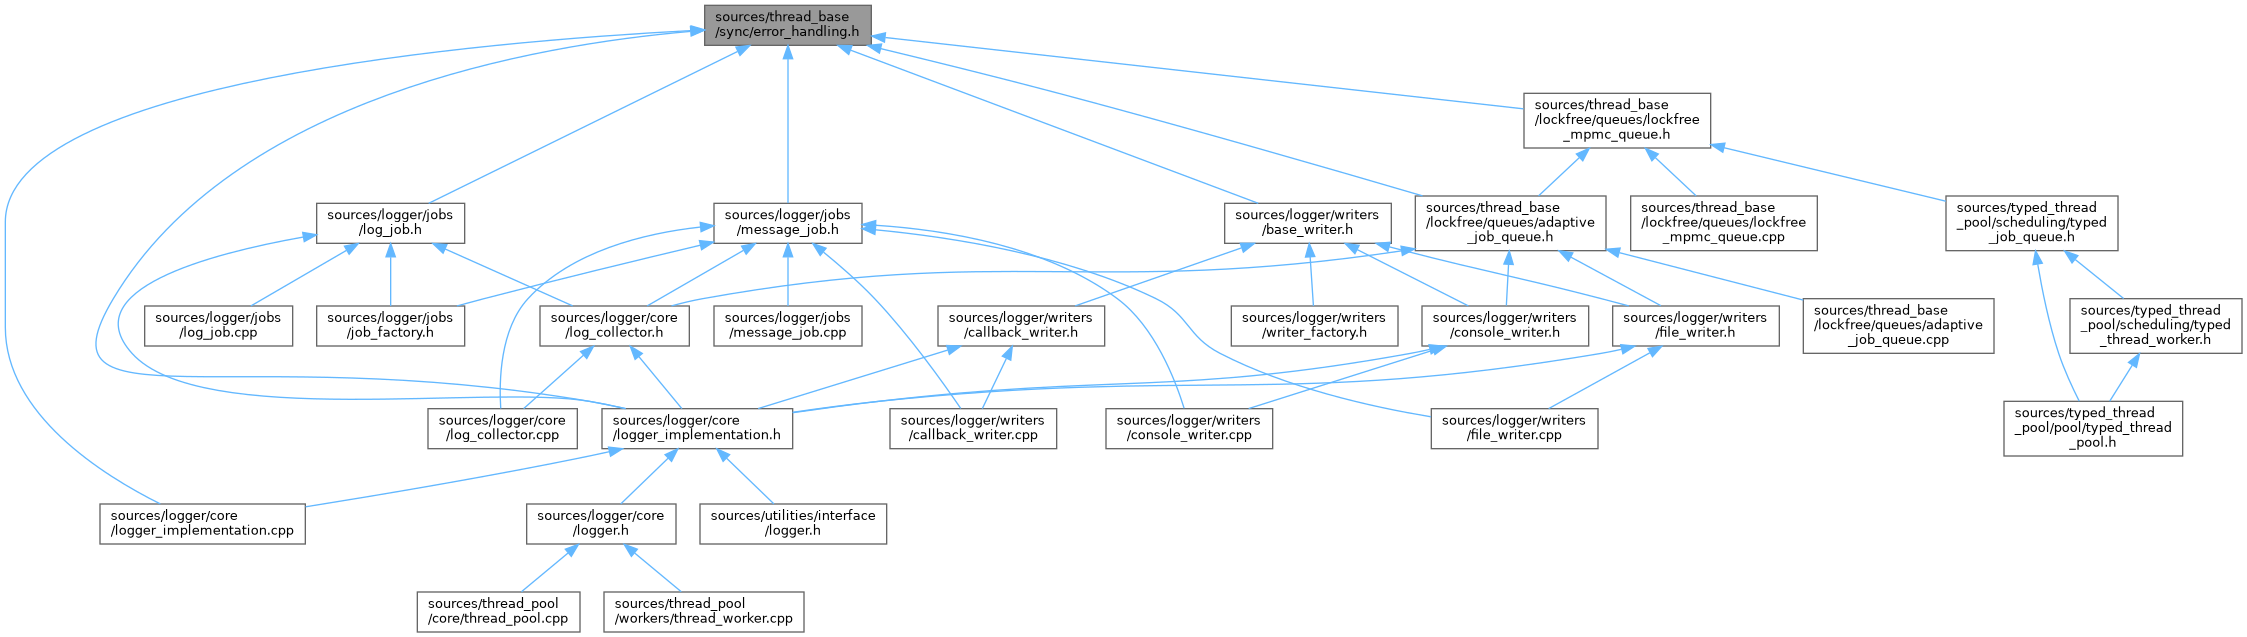 sources/thread_base
/sync/error_handling.h
sources/thread_base
/lockfree/queues/lockfree
_mpmc_queue.h
sources/logger/jobs
/log_job.h
sources/logger/jobs
/message_job.h
sources/logger/writers
/base_writer.h
sources/thread_base
/lockfree/queues/adaptive
_job_queue.h
sources/thread_base
/lockfree/queues/lockfree
_mpmc_queue.cpp
sources/typed_thread
_pool/scheduling/typed
_job_queue.h
sources/logger/jobs
/log_job.cpp
sources/logger/jobs
/job_factory.h
sources/logger/core
/log_collector.h
sources/logger/jobs
/message_job.cpp
sources/logger/writers
/callback_writer.h
sources/logger/writers
/writer_factory.h
sources/logger/writers
/console_writer.h
sources/logger/writers
/file_writer.h
sources/thread_base
/lockfree/queues/adaptive
_job_queue.cpp
sources/typed_thread
_pool/scheduling/typed
_thread_worker.h
sources/logger/core
/log_collector.cpp
sources/logger/core
/logger_implementation.h
sources/logger/writers
/callback_writer.cpp
sources/logger/writers
/console_writer.cpp
sources/logger/writers
/file_writer.cpp
sources/typed_thread
_pool/pool/typed_thread
_pool.h
sources/logger/core
/logger_implementation.cpp
sources/logger/core
/logger.h
sources/utilities/interface
/logger.h
sources/thread_pool
/core/thread_pool.cpp
sources/thread_pool
/workers/thread_worker.cpp